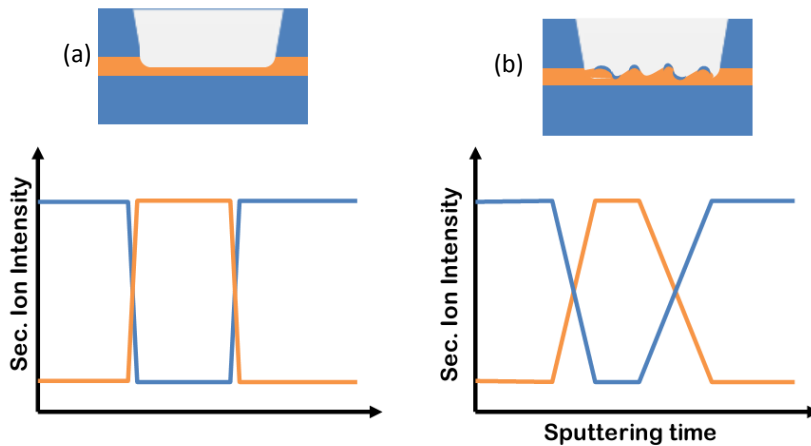 (a)
(b)
Sec. Ion Intensity
Sec. Ion Intensity
Sputtering time